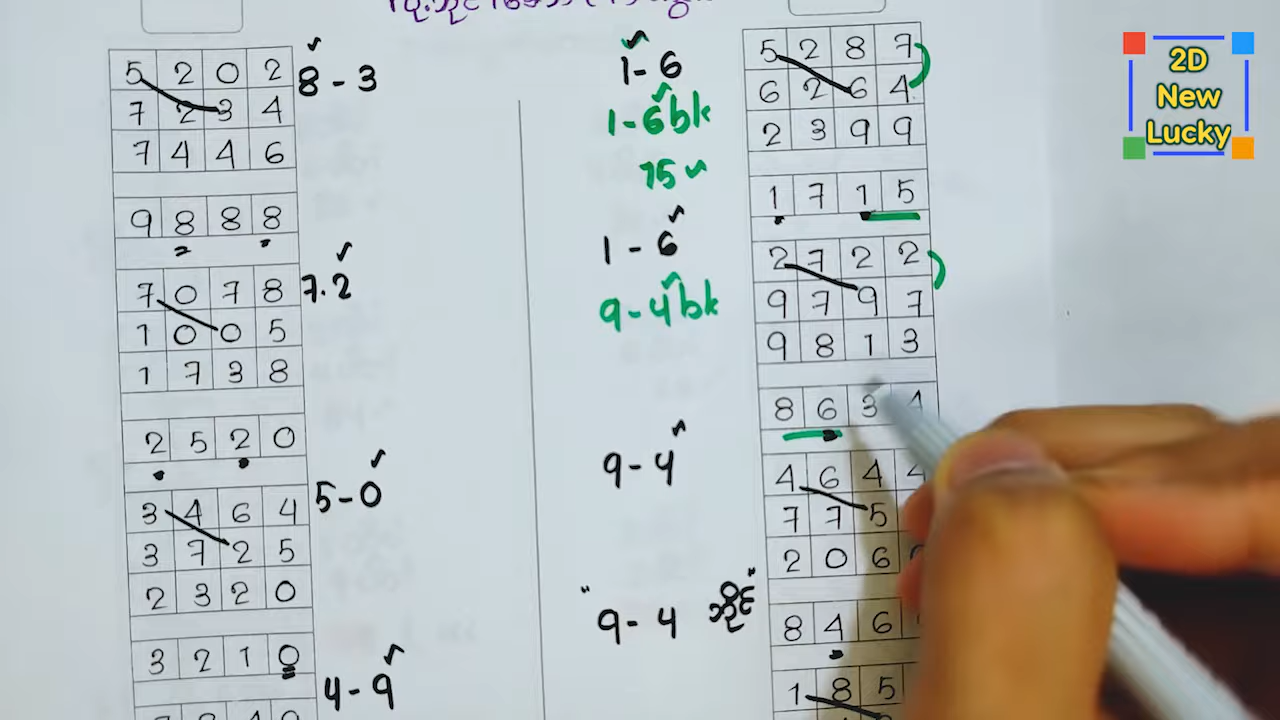 5 2 0 2
8 - 3
7 2 3 4
7 4 4 6
9 8 8 8
7 0 7 8
7.2
1 0 0 5
1 7 3 8
2 5 2 0
3 4 6 4
5 - 0
3 7 2 5
2 3 2 0
3 2 1 0
4 - 9
1 - 6
1 - 6 bk
15
1 - 6
9 - 4 bk
9 - 4
" 9 - 4 ဘိုင် "
5 2 8 7
6 2 6 4
2 3 9 9
1 7 1 5
2 7 2 2
9 7 9 7
9 8 1 3
8 6 3 4
4 6 4 4
7 7 5
2 0 6
8 4 6
1 8 5
2D
New
Lucky